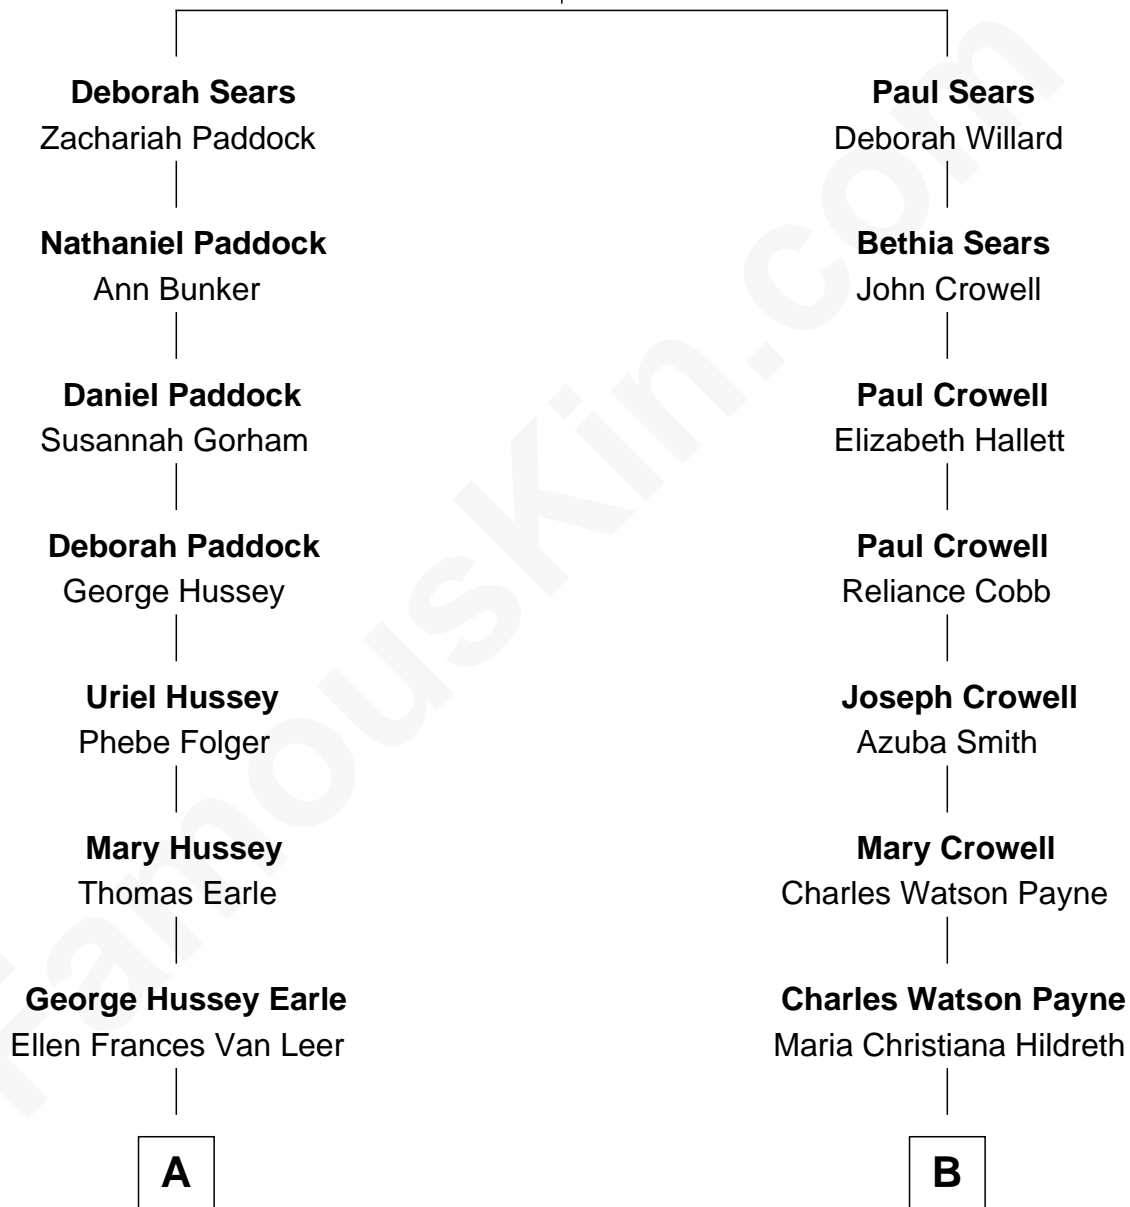 Deborah Sears
Zachariah Paddock
Nathaniel Paddock
Ann Bunker
Daniel Paddock
Susannah Gorham
Deborah Paddock
George Hussey
Uriel Hussey
Phebe Folger
Mary Hussey
Thomas Earle
George Hussey Earle
Ellen Frances Van Leer
A
Paul Sears
Deborah Willard
Bethia Sears
John Crowell
Paul Crowell
Elizabeth Hallett
Paul Crowell
Reliance Cobb
Joseph Crowell
Azuba Smith
Mary Crowell
Charles Watson Payne
Charles Watson Payne
Maria Christiana Hildreth
B
FamousKin.com